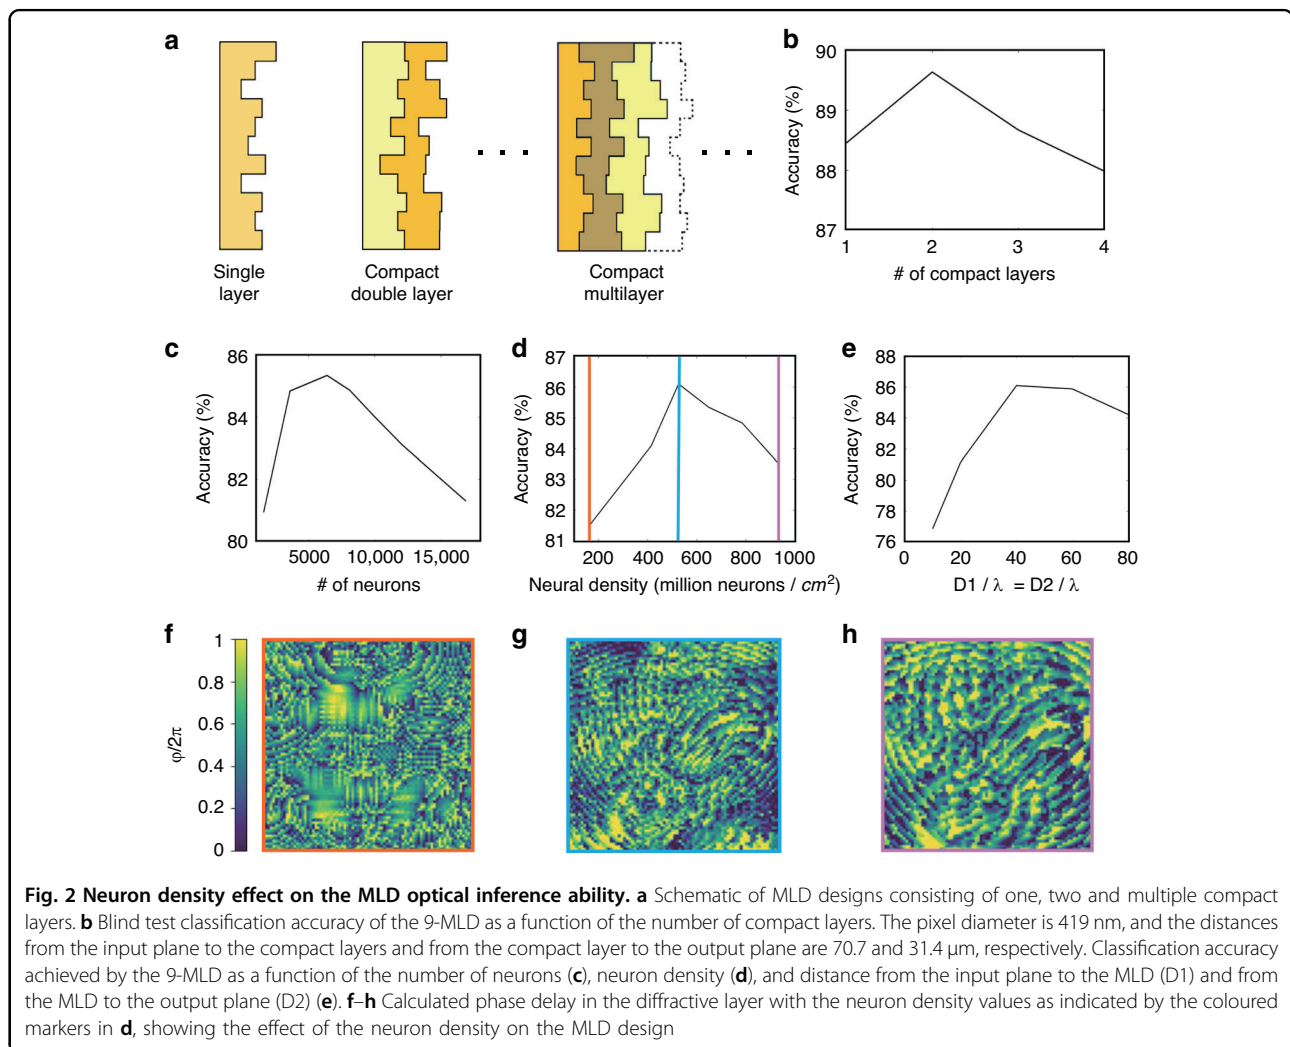 a
Single
layer
Compact
double layer
Compact
multilayer
b
90
89
88
87
Accuracy (%)
1 2 3 4
# of compact layers
c
86
84
82
80
Accuracy (%)
5000 10,000 15,000
# of neurons
d
87
86
85
84
83
82
81
Accuracy (%)
200 400 600 800 1000
Neural density (million neurons / cm²)
e
88
86
84
82
80
78
76
Accuracy (%)
0 20 40 60 80
D1 / λ = D2 / λ
f
1
0.8
0.6
0.4
0.2
0
φ/2π
g
h
Fig. 2 Neuron density effect on the MLD optical inference ability. a Schematic of MLD designs consisting of one, two and multiple compact
layers. b Blind test classification accuracy of the 9-MLD as a function of the number of compact layers. The pixel diameter is 419 nm, and the distances
from the input plane to the compact layers and from the compact layer to the output plane are 70.7 and 31.4 μm, respectively. Classification accuracy
achieved by the 9-MLD as a function of the number of neurons (c), neuron density (d), and distance from the input plane to the MLD (D1) and from
the MLD to the output plane (D2) (e). f–h Calculated phase delay in the diffractive layer with the neuron density values as indicated by the coloured
markers in d, showing the effect of the neuron density on the MLD design